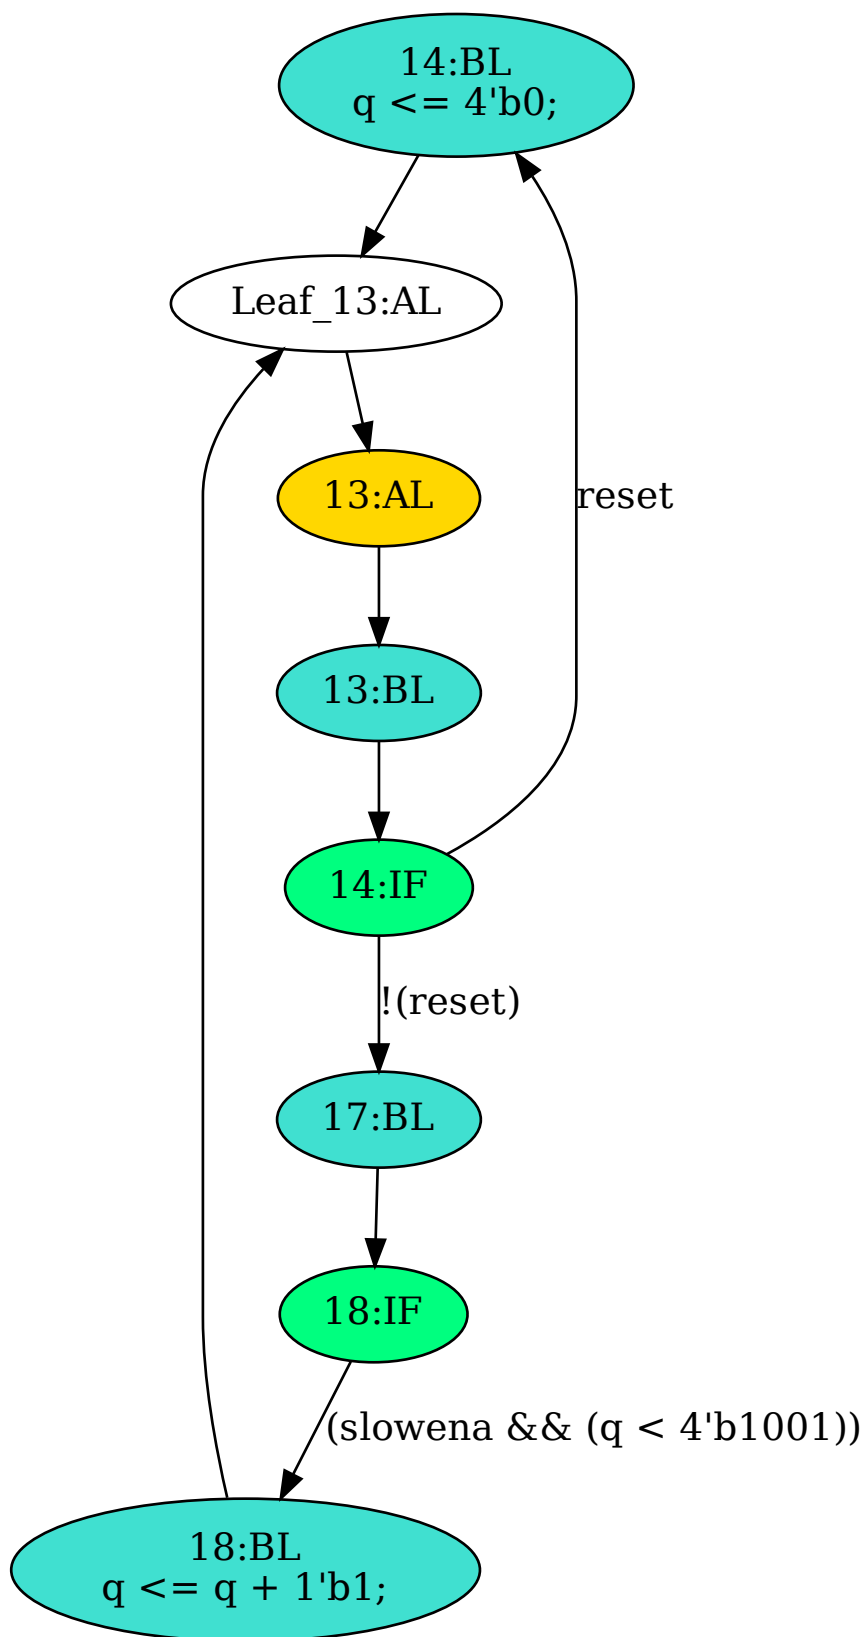 14:BL
q <= 4'b0;
Leaf_13:AL
13:AL
reset
13:BL
14:IF
!(reset)
17:BL
18:IF
(slowena && (q < 4'b1001))
18:BL
q <= q + 1'b1;